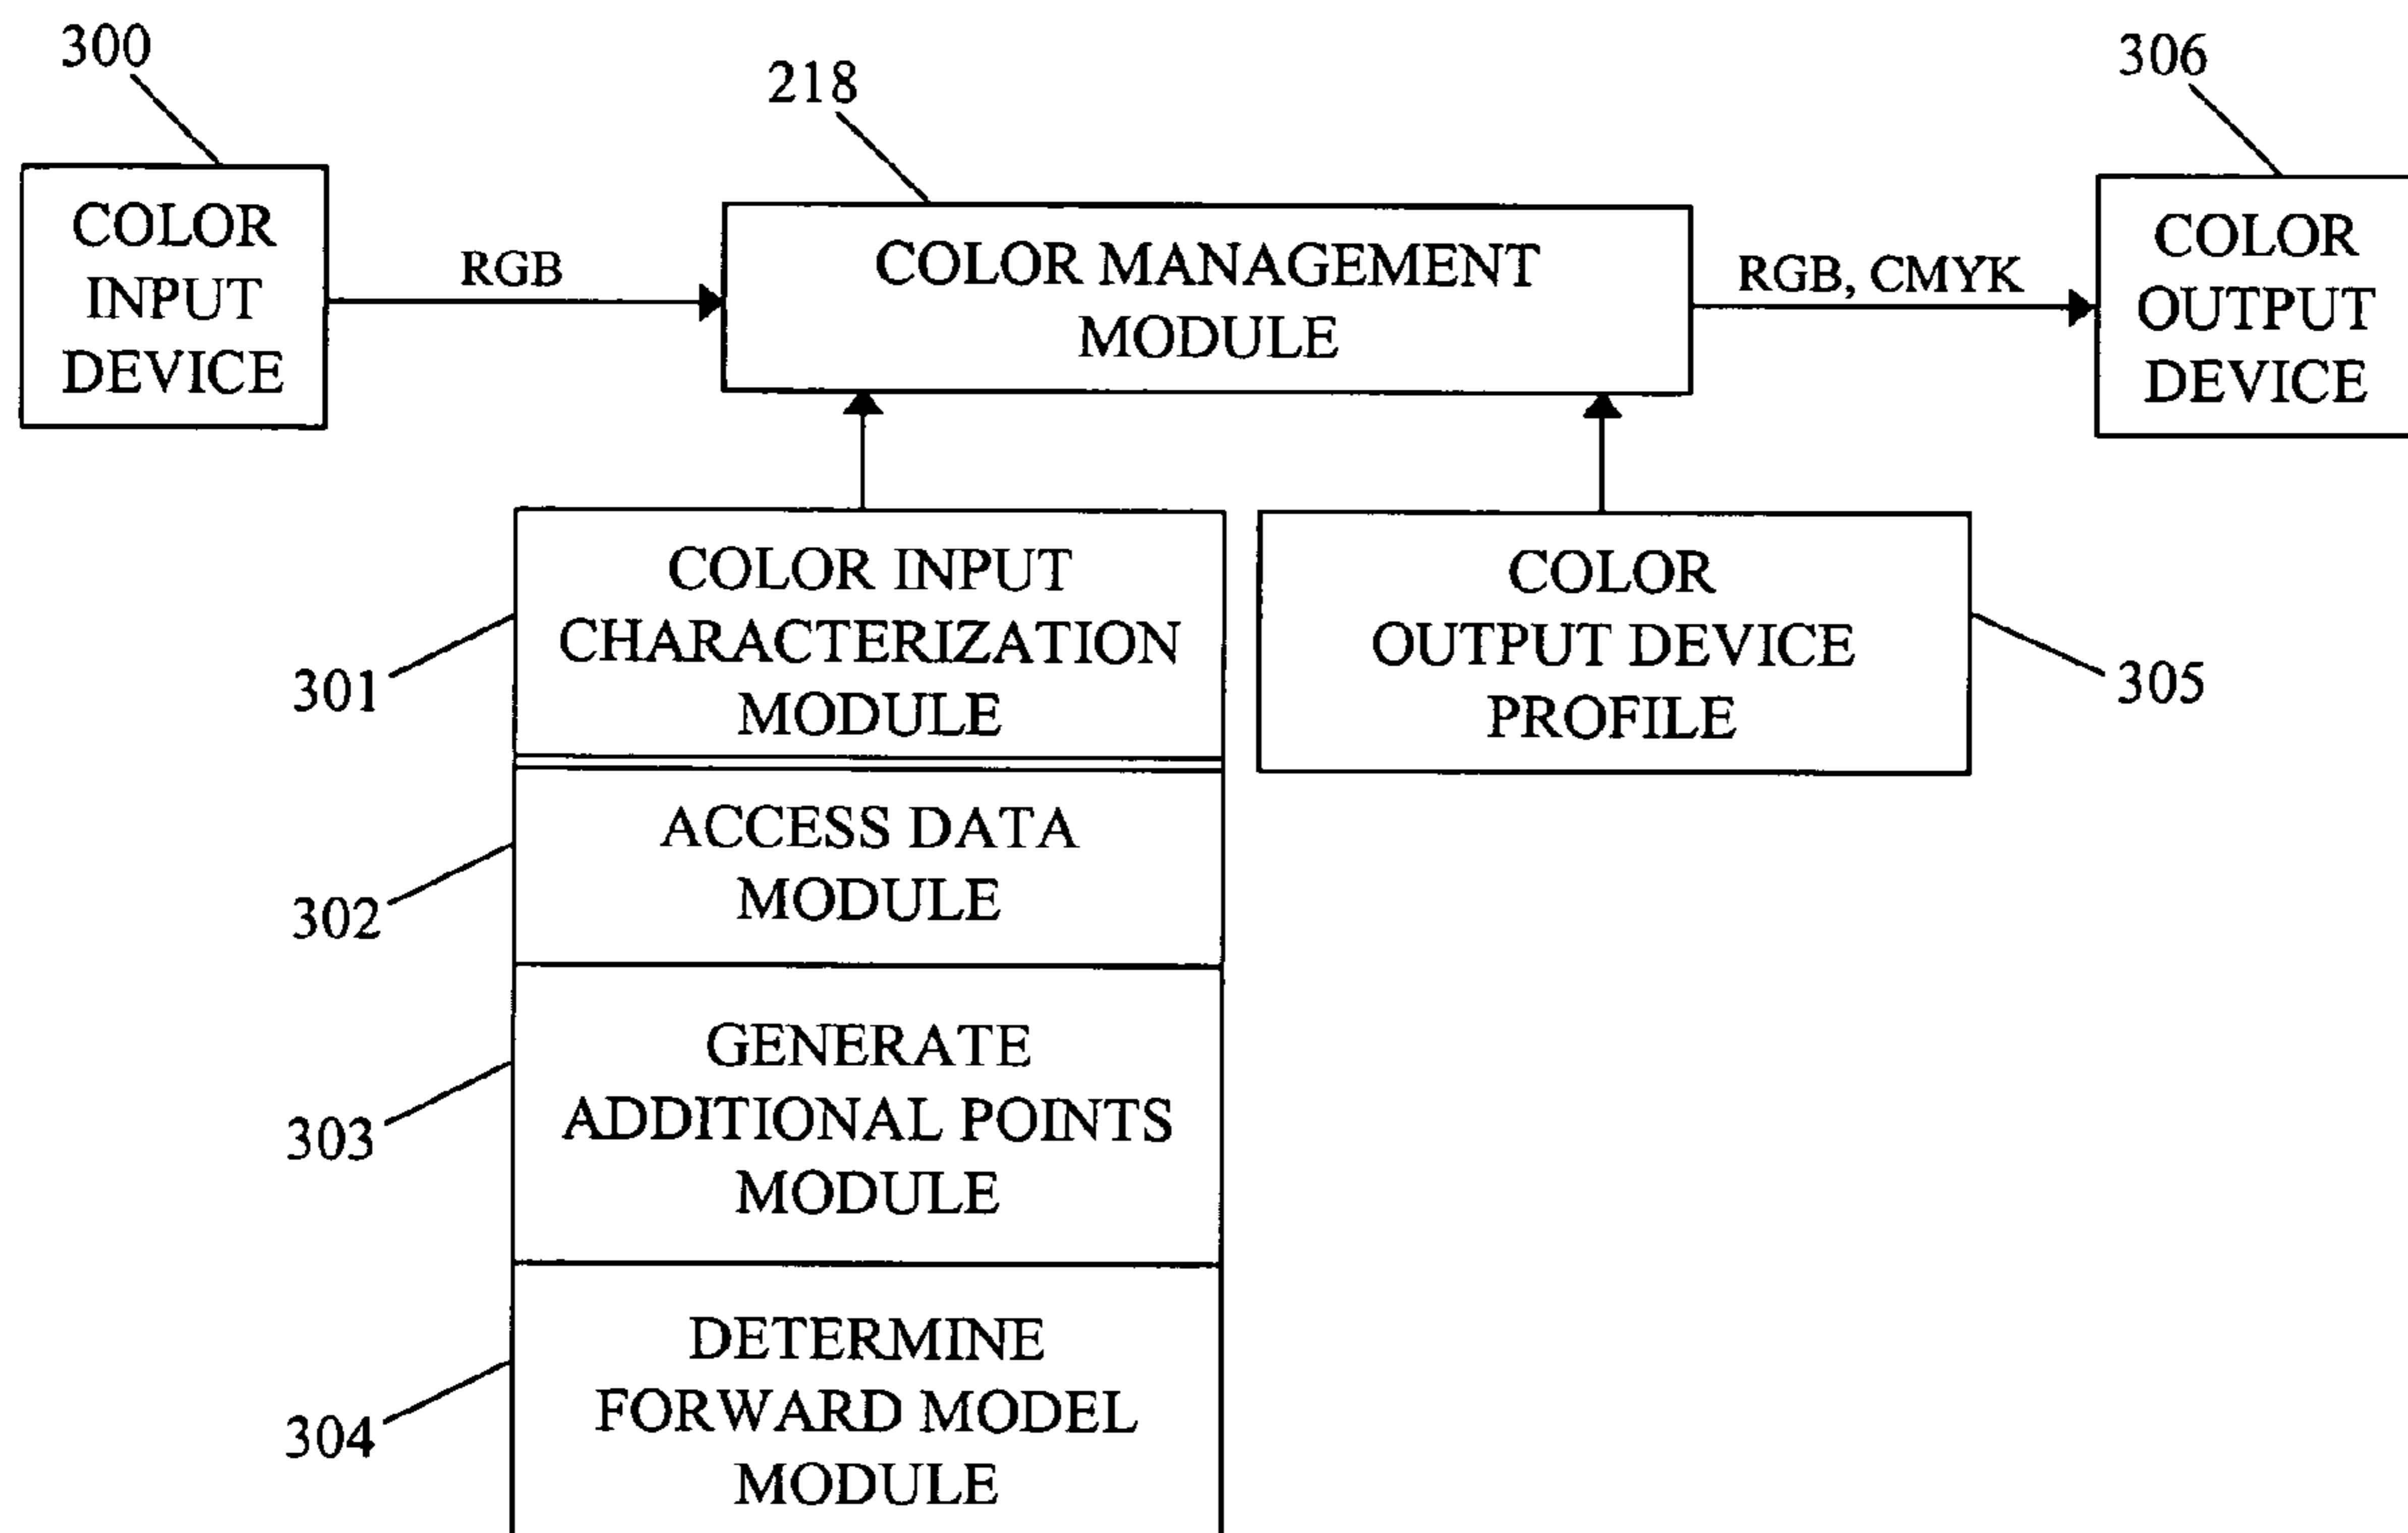 300
218
306
COLOR
INPUT
DEVICE
RGB
COLOR MANAGEMENT
MODULE
RGB, CMYK
COLOR
OUTPUT
DEVICE
COLOR INPUT
CHARACTERIZATION
MODULE
301
COLOR
OUTPUT DEVICE
PROFILE
305
ACCESS DATA
MODULE
302
GENERATE
ADDITIONAL POINTS
MODULE
303
DETERMINE
FORWARD MODEL
MODULE
304